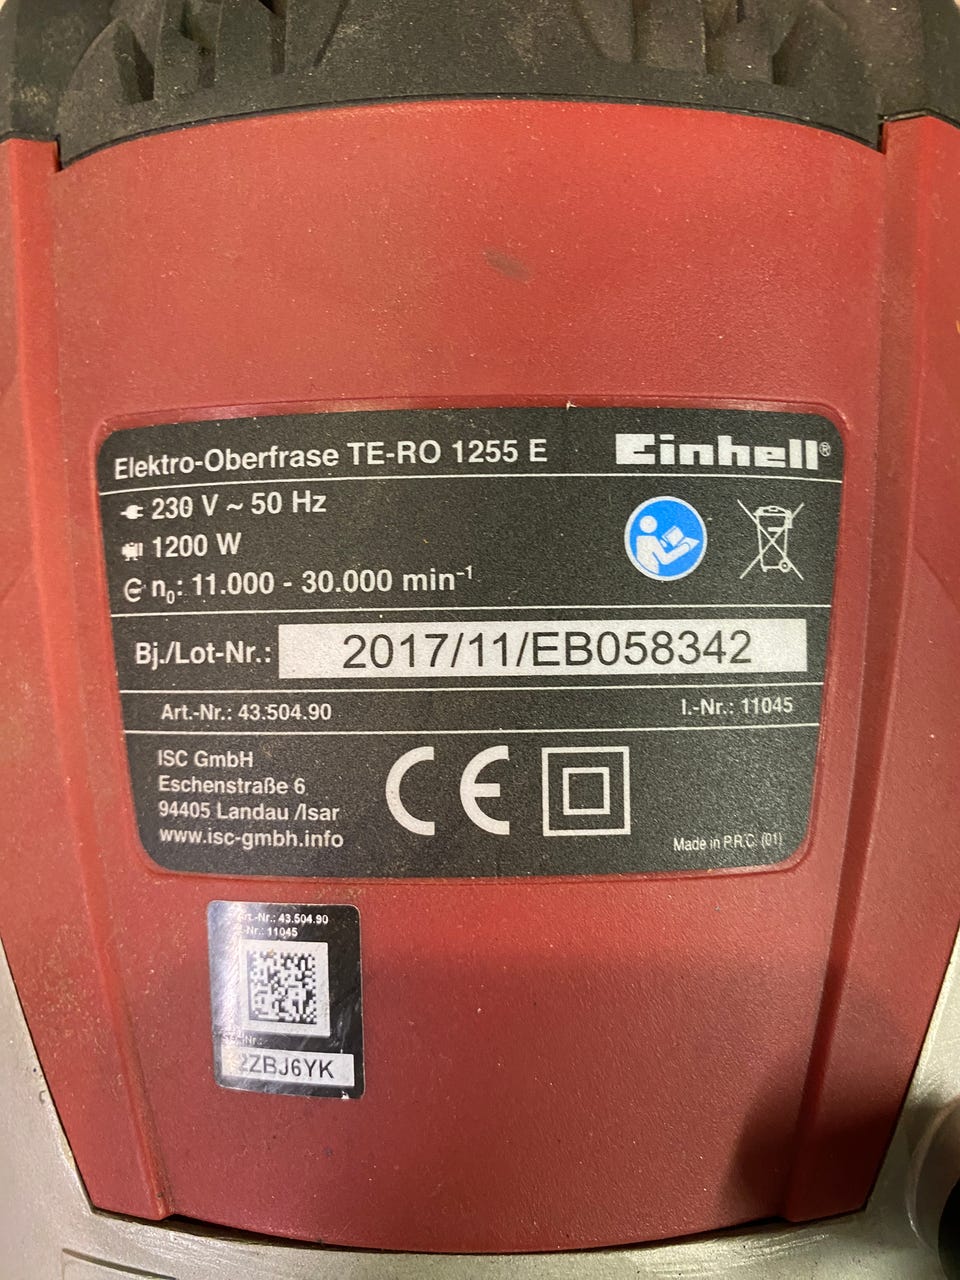 Elektro-Oberfrase TE-RO 1255 E Einhell®
230 V ~ 50 Hz
1200 W
n₀: 11.000 - 30.000 min⁻¹
Bj./Lot-Nr.: 2017/11/EB058342
Art.-Nr.: 43.504.90 I.-Nr.: 11045
ISC GmbH
Eschenstraße 6
94405 Landau /Isar
www.isc-gmbh.info
CE
Made in P.R.C. (01)
Art.-Nr.: 43.504.90
-Nr.: 11045
2ZBJ6YK